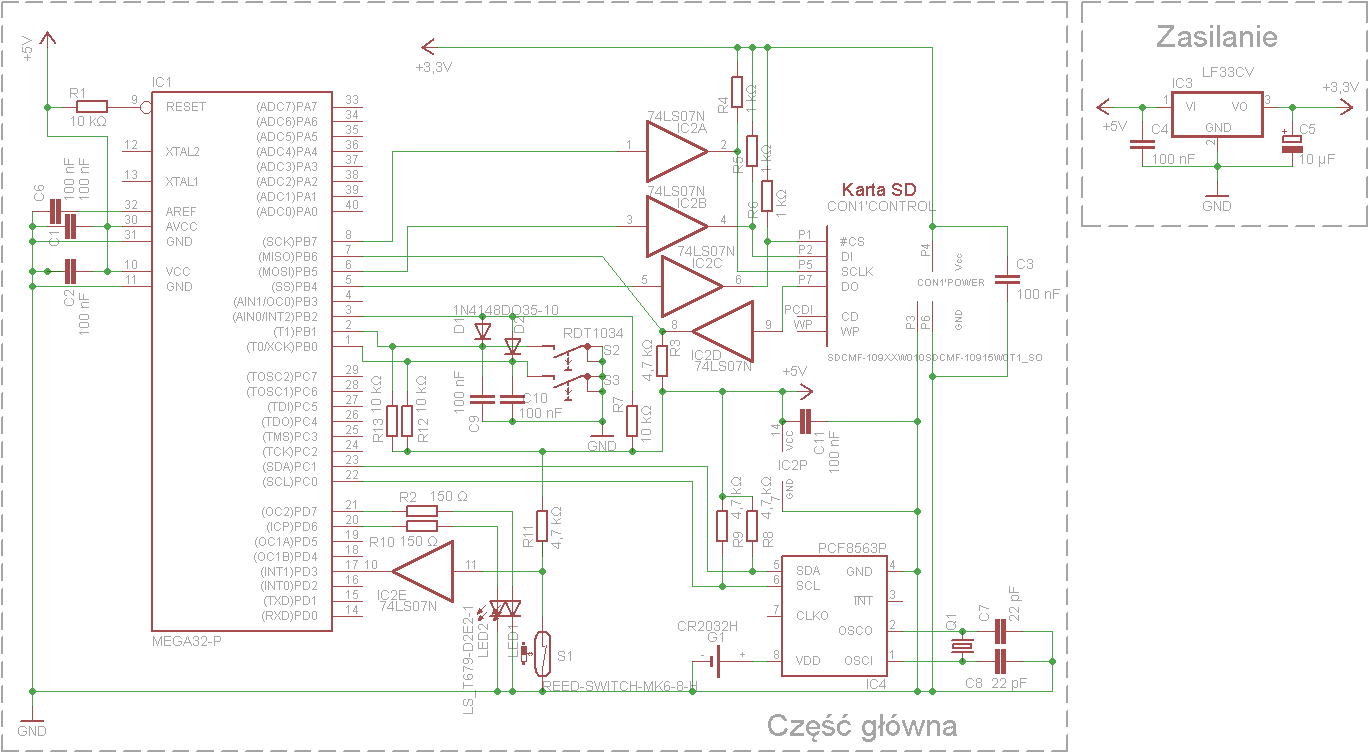 Zasilanie
+5V
+3,3V
IC3
LF33CV
+3,3V
1
VI
VO
3
GND
2
+5V
C4
100 nF
+
C5
10 µF
GND
IC1
R1
10 kΩ
9
RESET
12
XTAL2
13
XTAL1
32
AREF
30
AVCC
31
GND
10
VCC
11
GND
C6
100 nF
100 nF
C1
C2
100 nF
(ADC7)PA7
33
(ADC6)PA6
34
(ADC5)PA5
35
(ADC4)PA4
36
(ADC3)PA3
37
(ADC2)PA2
38
(ADC1)PA1
39
(ADC0)PA0
40
(SCK)PB7
8
(MISO)PB6
7
(MOSI)PB5
6
(SS)PB4
5
(AIN1/OC0)PB3
4
(AIN0/INT2)PB2
3
(T1)PB1
2
(T0/XCK)PB0
1
(TOSC2)PC7
29
(TOSC1)PC6
28
(TDI)PC5
27
(TDO)PC4
26
(TMS)PC3
25
(TCK)PC2
24
(SDA)PC1
23
(SCL)PC0
22
(OC2)PD7
21
(ICP)PD6
20
(OC1A)PD5
19
(OC1B)PD4
18
(INT1)PD3
17
(INT0)PD2
16
(TXD)PD1
15
(RXD)PD0
14
MEGA32-P
74LS07N
IC2A
1
2
74LS07N
IC2B
3
4
74LS07N
IC2C
5
6
8
9
IC2D
74LS07N
R4
1 kΩ
R5
1 kΩ
R6
1 kΩ
Karta SD
CON1'CONTROL
P1
#CS
P2
DI
P5
SCLK
P7
DO
PCDI
CD
WP
WP
SDCMF-109XXW010SDCMF-10915W0T1_SO
P4
Vcc
CON1'POWER
P3
P6
GND
C3
100 nF
1N4148DO35-10
D1
D2
RDT1034
S2
S3
R3
4,7 kΩ
C9
100 nF
C10
100 nF
R13
10 kΩ
R12
10 kΩ
R7
10 kΩ
GND
+5V
14
VCC
IC2P
GND
7
C11
100 nF
R2
150 Ω
R10
150 Ω
10
11
IC2E
74LS07N
R11
4,7 kΩ
R9
4,7 kΩ
R8
4,7 kΩ
PCF8563P
5
SDA
6
SCL
7
CLKO
8
VDD
GND
4
INT
3
OSCO
2
OSCI
1
IC4
CR2032H
G1
-
+
Q1
C7
22 pF
C8
22 pF
LS_T679-D2E2-1
LED2
LED1
S1
REED-SWITCH-MK6-8-H
GND
Część główna